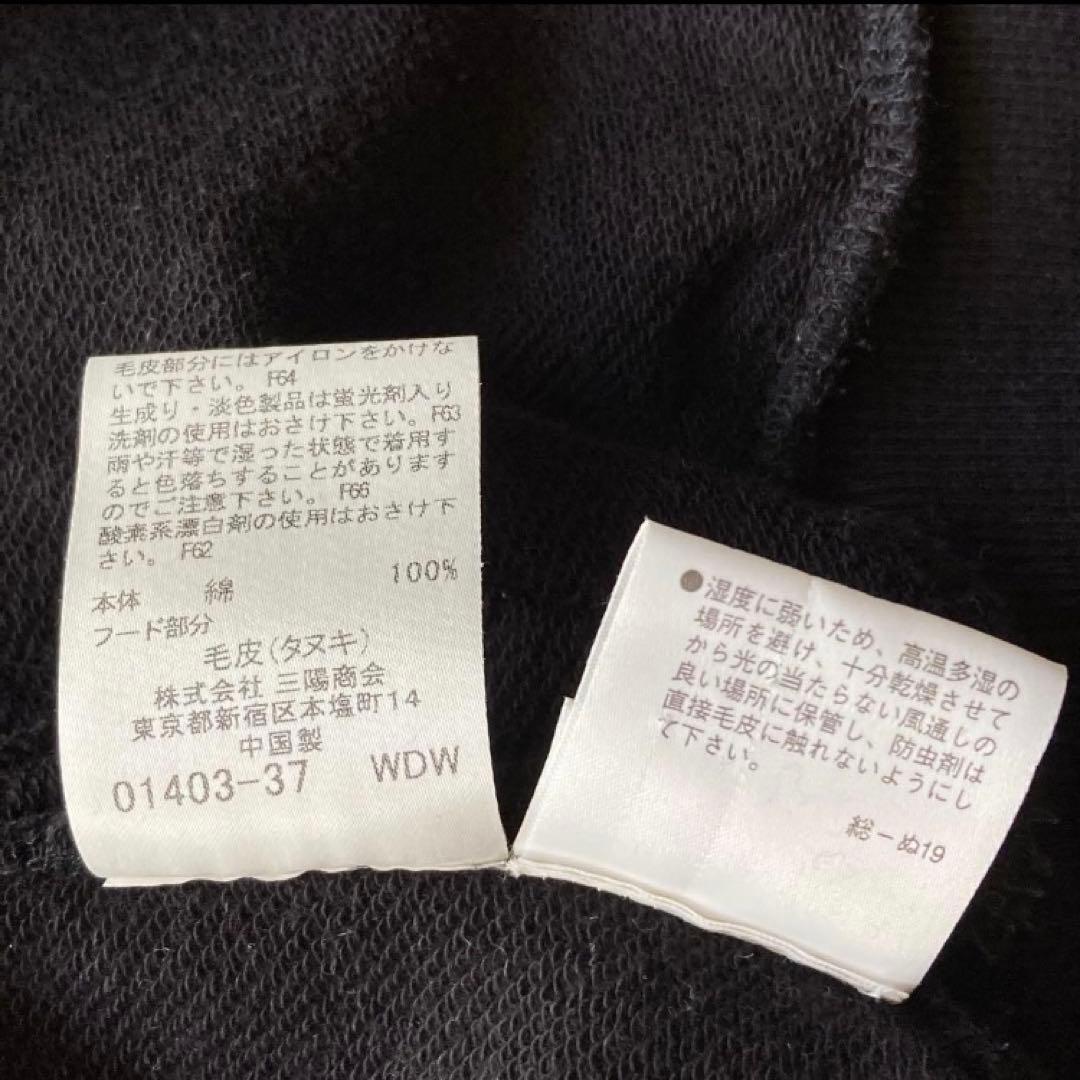 毛皮部分にはアイロンをかけな
いで下さい。 F64
生成り・淡色製品は蛍光剤入り
洗剤の使用はおさけ下さい。F63
雨や汗等で湿った状態で着用す
ると色落ちすることがあります
のでご注意下さい。 F66
酸素系漂白剤の使用はおさけ下
さい。 F62
本体 綿 100%
フード部分
毛皮(タヌキ)
株式会社 三陽商会
東京都新宿区本塩町14
中国製
01403-37 WDW
●湿度に弱いため、高温多湿の
場所を避け、十分乾燥させて
から光の当たらない風通しの
良い場所に保管し、防虫剤は
直接毛皮に触れないようにし
て下さい。
総-ぬ19